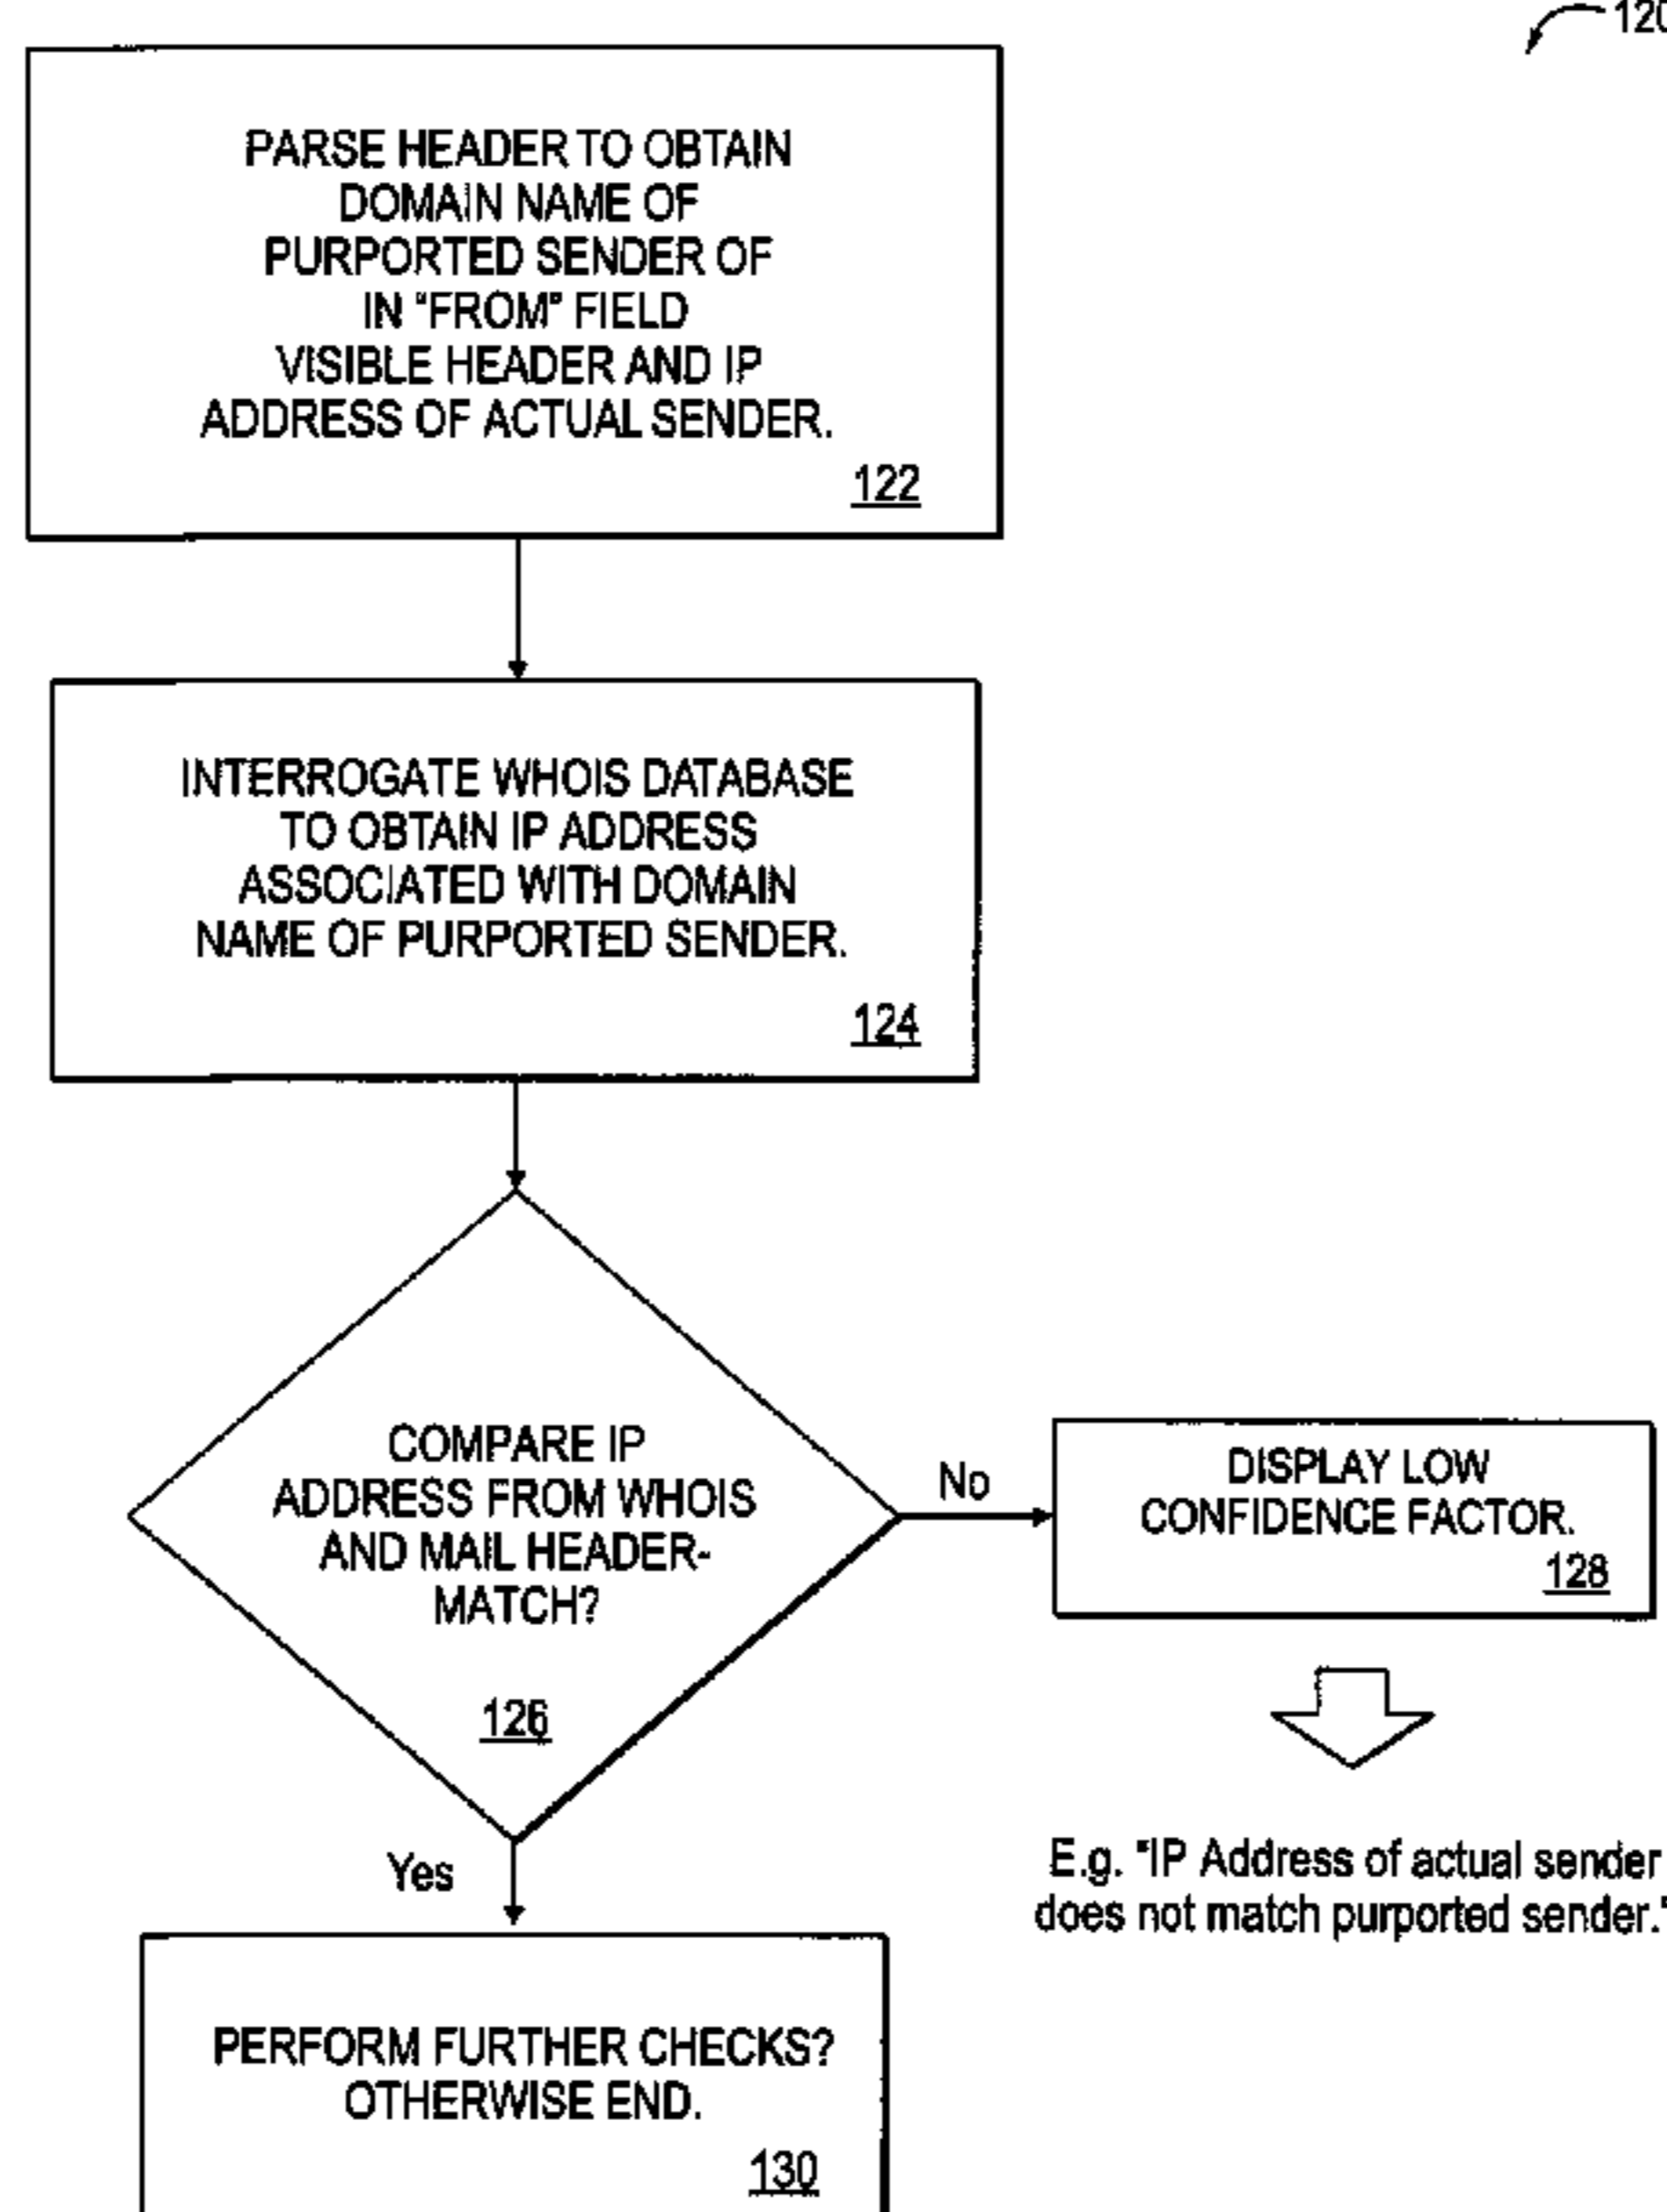 120
PARSE HEADER TO OBTAIN
DOMAIN NAME OF
PURPORTED SENDER OF
IN "FROM" FIELD
VISIBLE HEADER AND IP
ADDRESS OF ACTUAL SENDER.
122
INTERROGATE WHOIS DATABASE
TO OBTAIN IP ADDRESS
ASSOCIATED WITH DOMAIN
NAME OF PURPORTED SENDER.
124
COMPARE IP
ADDRESS FROM WHOIS
AND MAIL HEADER-
MATCH?
126
No
DISPLAY LOW
CONFIDENCE FACTOR.
128
E.g. "IP Address of actual sender
does not match purported sender."
Yes
PERFORM FURTHER CHECKS?
OTHERWISE END.
130